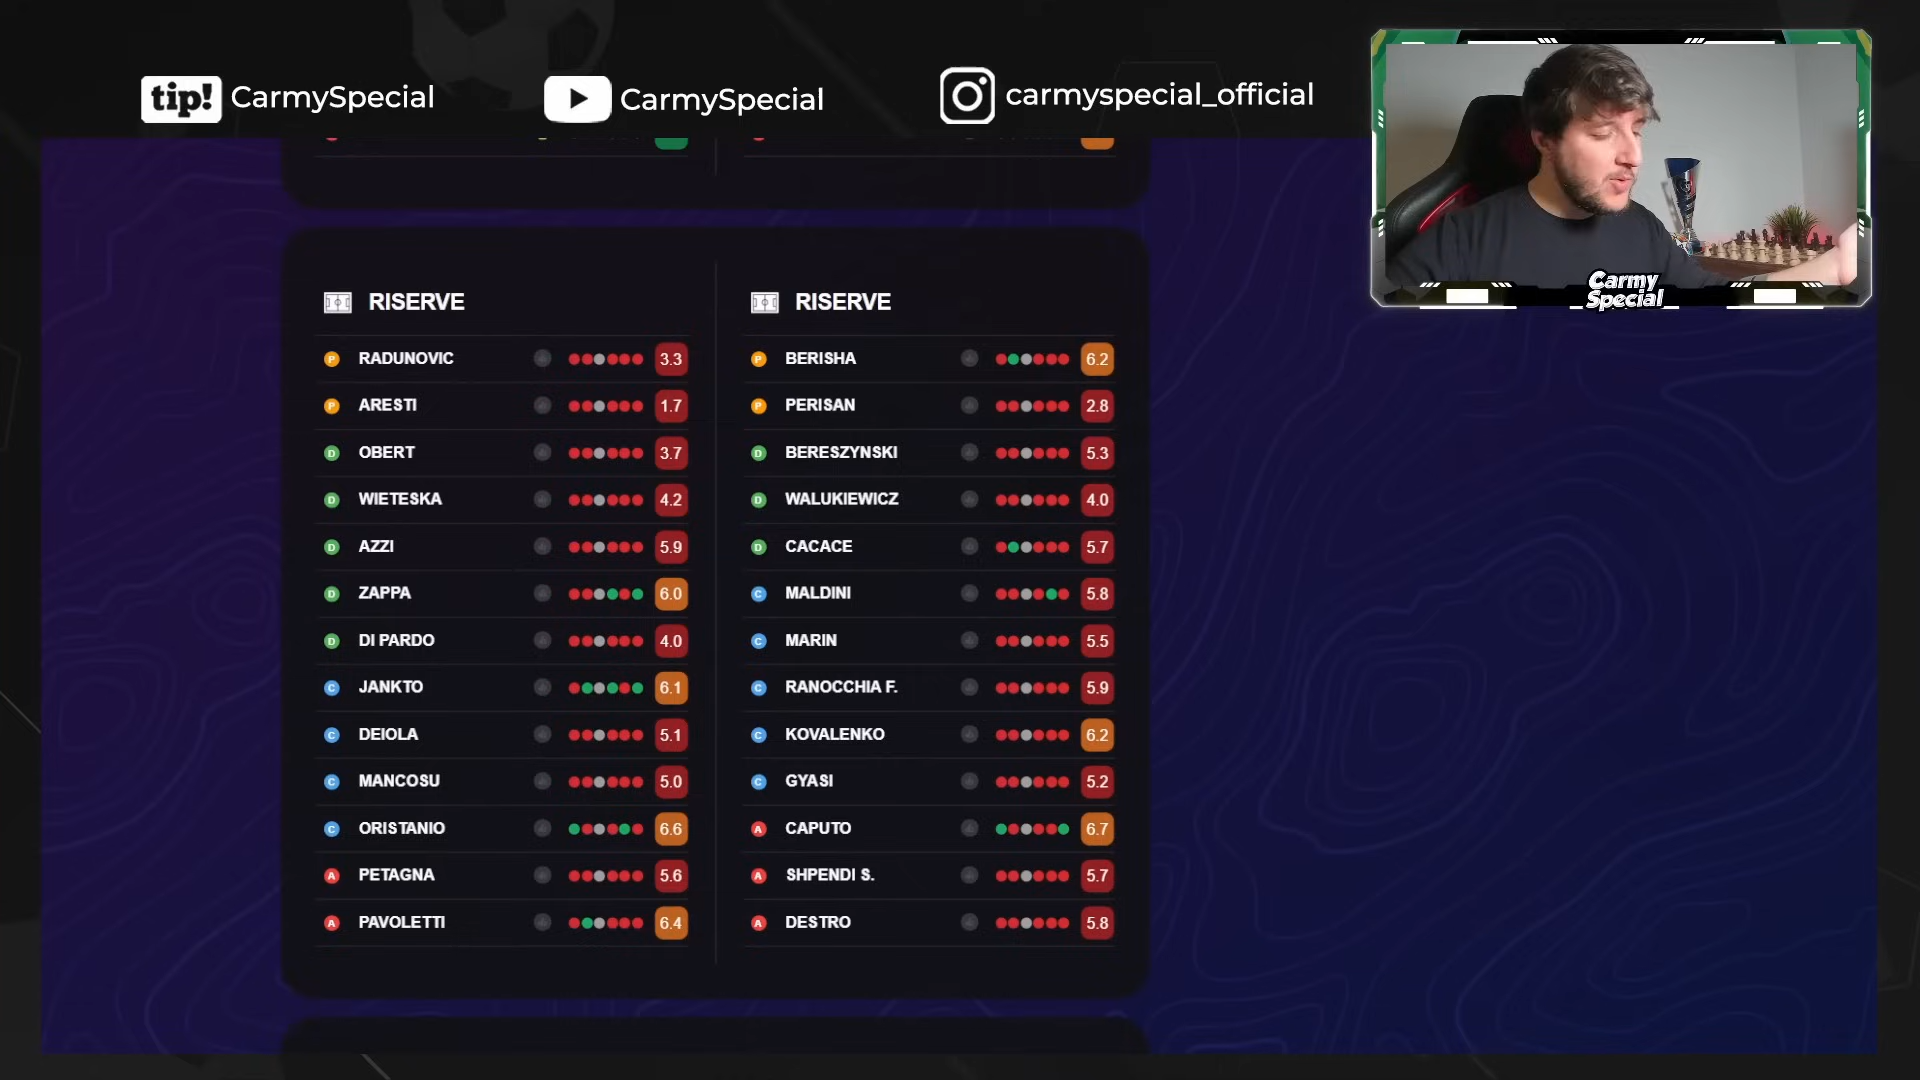 tip! CarmySpecial
CarmySpecial
carmyspecial_official
Carmy
Special
RISERVE
P RADUNOVIC 3.3
P ARESTI 1.7
D OBERT 3.7
D WIETESKA 4.2
D AZZI 5.9
D ZAPPA 6.0
D DI PARDO 4.0
C JANKTO 6.1
C DEIOLA 5.1
C MANCOSU 5.0
C ORISTANIO 6.6
A PETAGNA 5.6
A PAVOLETTI 6.4
RISERVE
P BERISHA 6.2
P PERISAN 2.8
D BERESZYNSKI 5.3
D WALUKIEWICZ 4.0
D CACACE 5.7
C MALDINI 5.8
C MARIN 5.5
C RANOCCHIA F. 5.9
C KOVALENKO 6.2
C GYASI 5.2
A CAPUTO 6.7
A SHPENDI S. 5.7
A DESTRO 5.8